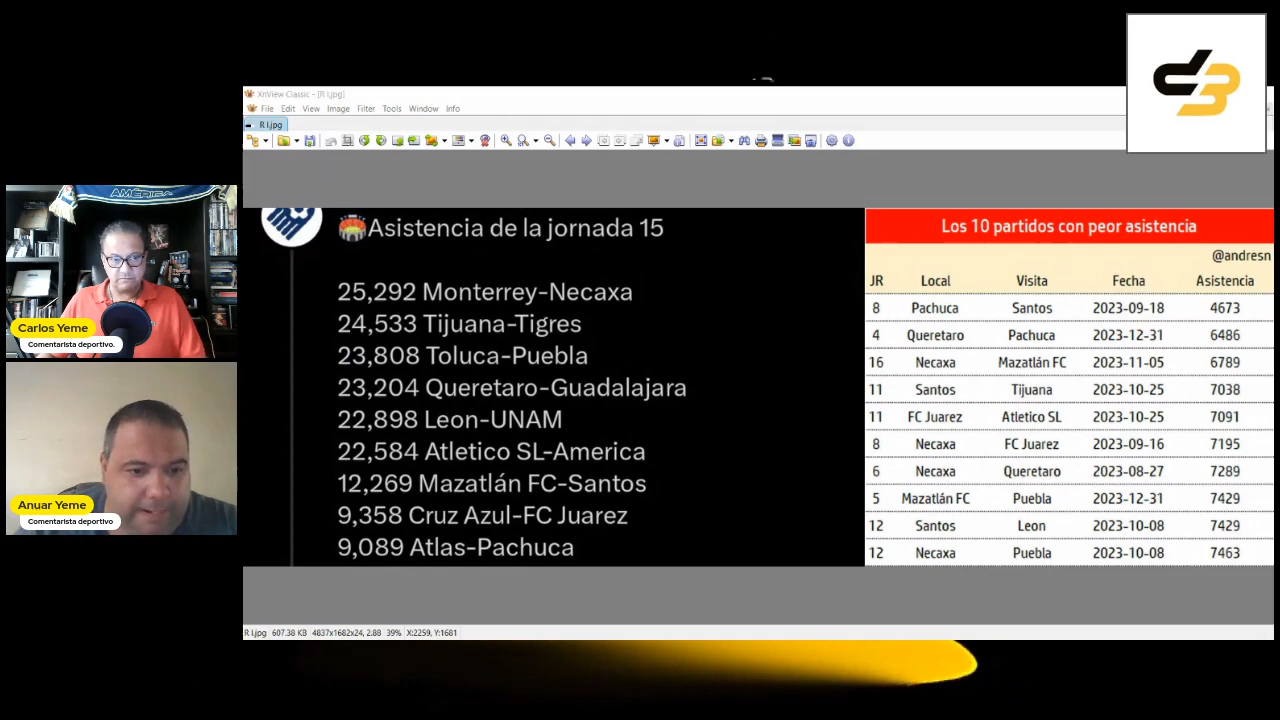 XnView Classic - [R I.jpg]
File Edit View Image Filter Tools Window Info
R I.jpg
AMÉRICA
Carlos Yeme
Comentarista deportivo.
Anuar Yeme
Comentarista deportivo
Asistencia de la jornada 15
25,292 Monterrey-Necaxa
24,533 Tijuana-Tigres
23,808 Toluca-Puebla
23,204 Queretaro-Guadalajara
22,898 Leon-UNAM
22,584 Atletico SL-America
12,269 Mazatlán FC-Santos
9,358 Cruz Azul-FC Juarez
9,089 Atlas-Pachuca
Los 10 partidos con peor asistencia
@andresn
JR Local Visita Fecha Asistencia
8 Pachuca Santos 2023-09-18 4673
4 Queretaro Pachuca 2023-12-31 6486
16 Necaxa Mazatlán FC 2023-11-05 6789
11 Santos Tijuana 2023-10-25 7038
11 FC Juarez Atletico SL 2023-10-25 7091
8 Necaxa FC Juarez 2023-09-16 7195
6 Necaxa Queretaro 2023-08-27 7289
5 Mazatlán FC Puebla 2023-12-31 7429
12 Santos Leon 2023-10-08 7429
12 Necaxa Puebla 2023-10-08 7463
R I.jpg 607.38 KB 4837x1682x24, 2.88 39% X:2259, Y:1681